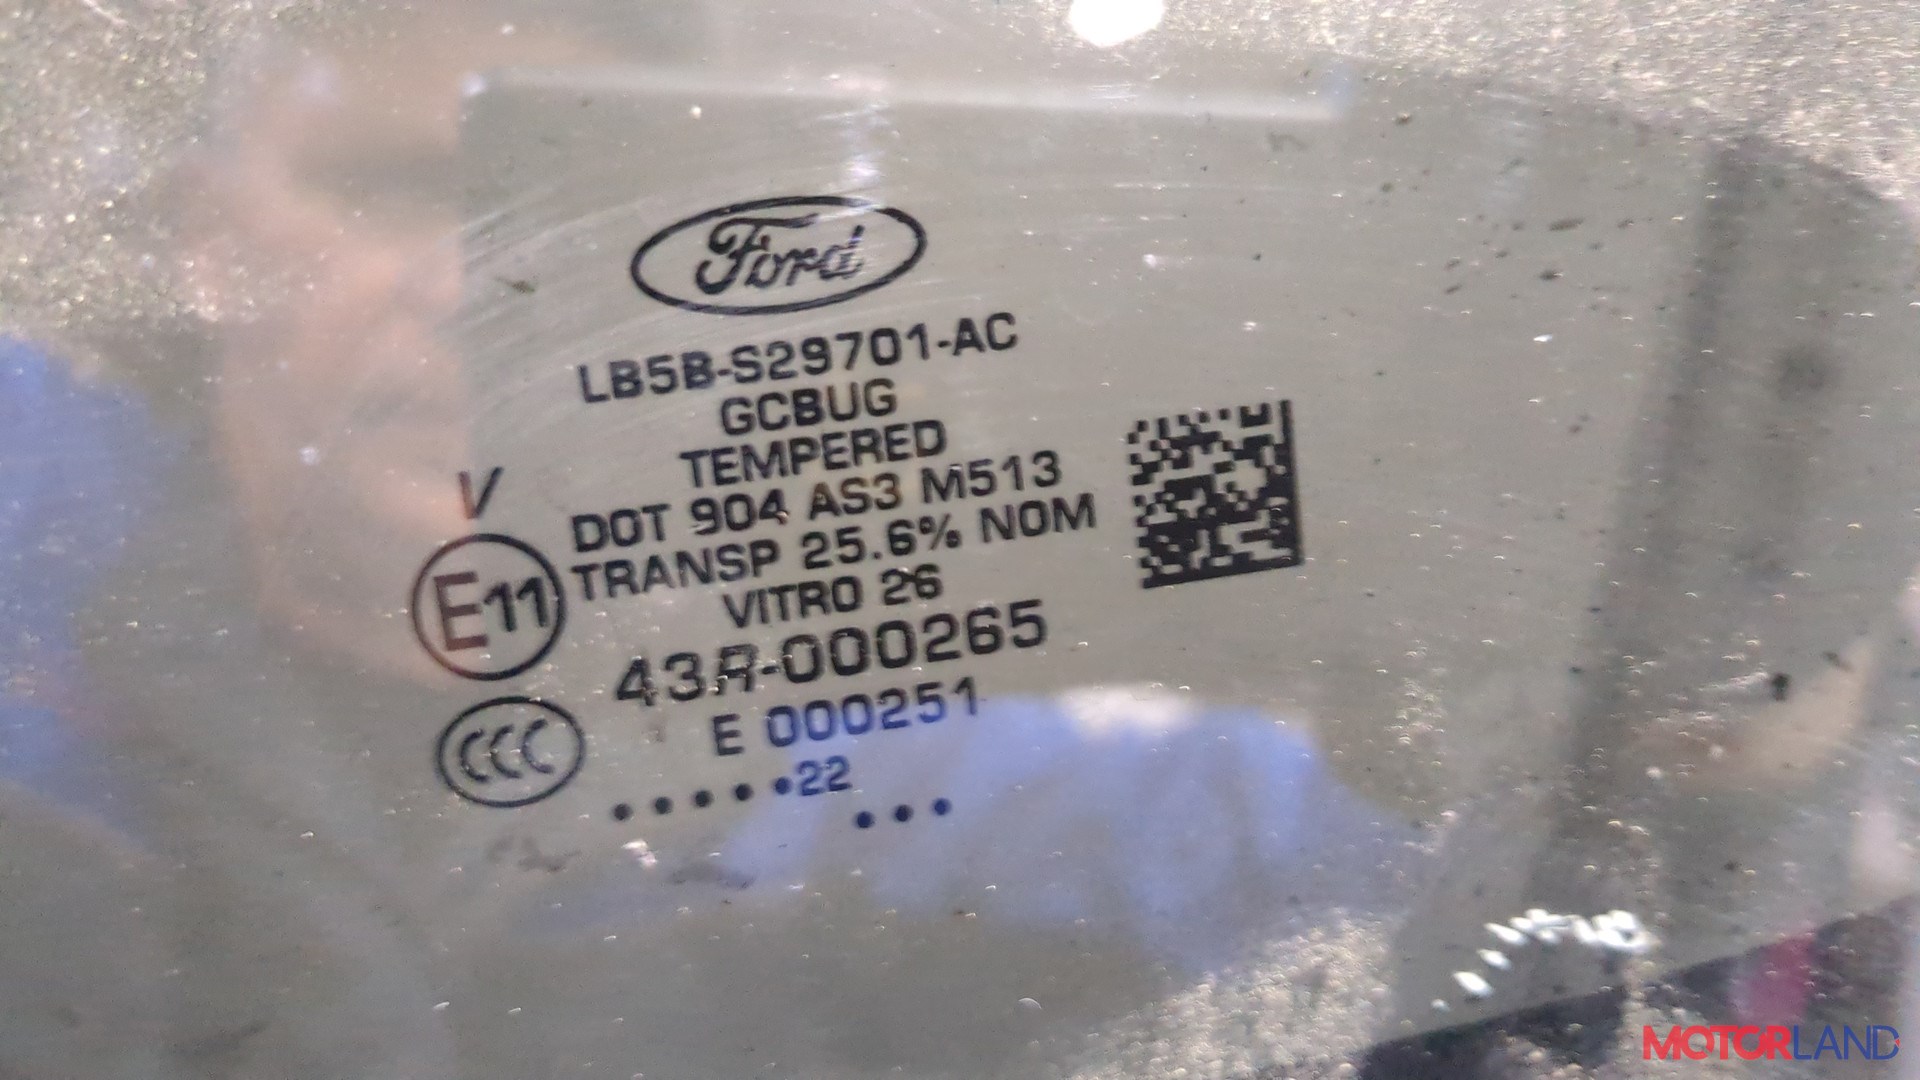 Ford
LB5B-S29701-AC
GCBUG
TEMPERED
V
DOT 904 AS3 M513
TRANSP 25.6% NOM
E11
VITRO 26
43R-000265
E 000251
CCC
•••••22
•••
MOTORLAND